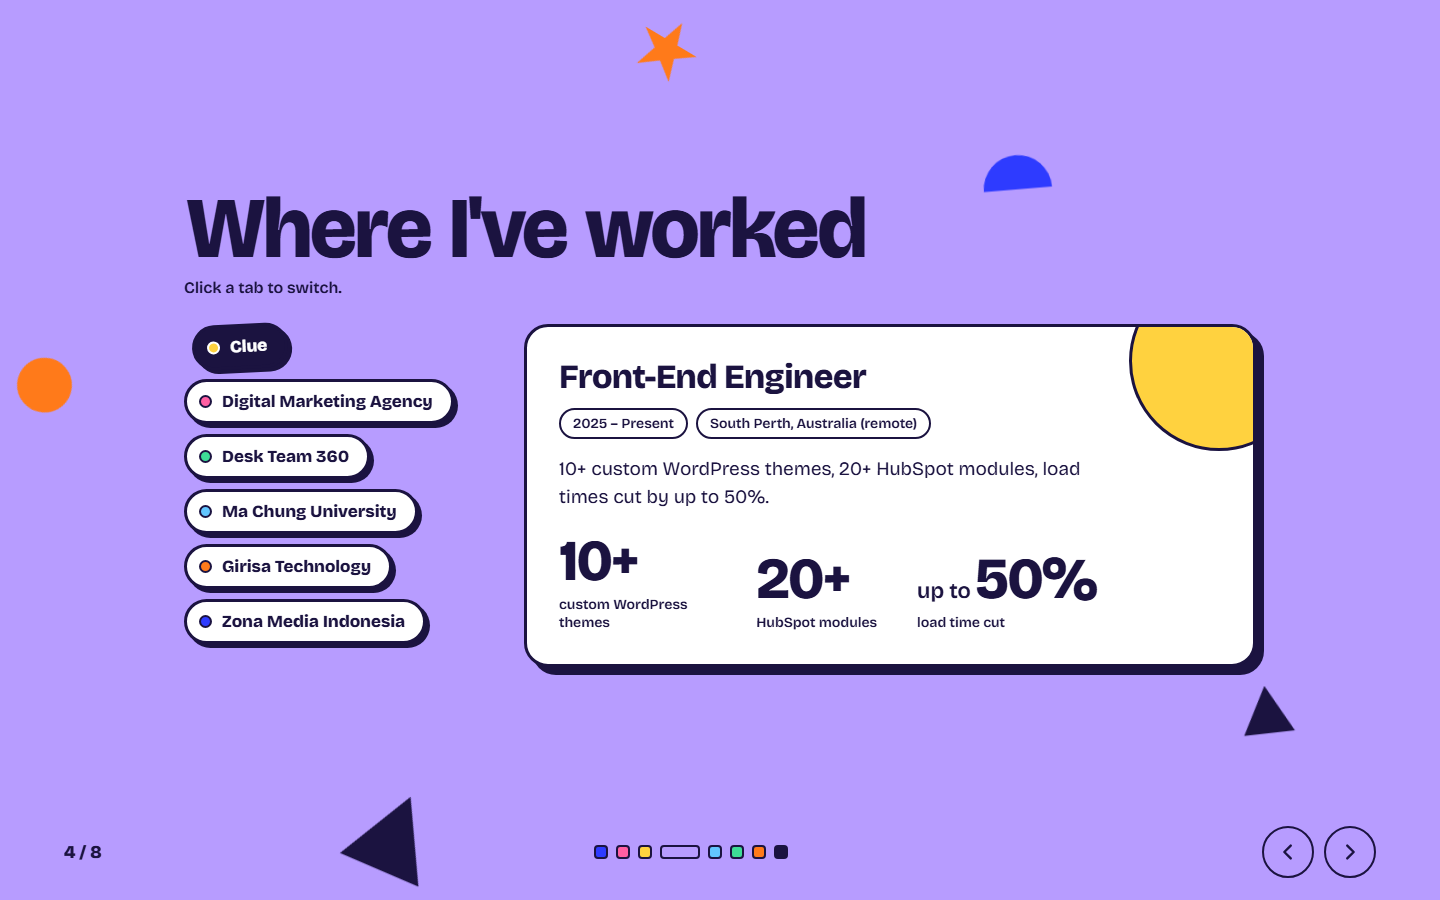 Where I've worked
Click a tab to switch.
Clue
Digital Marketing Agency
Desk Team 360
Ma Chung University
Girisa Technology
Zona Media Indonesia
Front-End Engineer
2025 – Present
South Perth, Australia (remote)
10+ custom WordPress themes, 20+ HubSpot modules, load
times cut by up to 50%.
10+
custom WordPress
themes
20+
HubSpot modules
up to 50%
load time cut
4 / 8